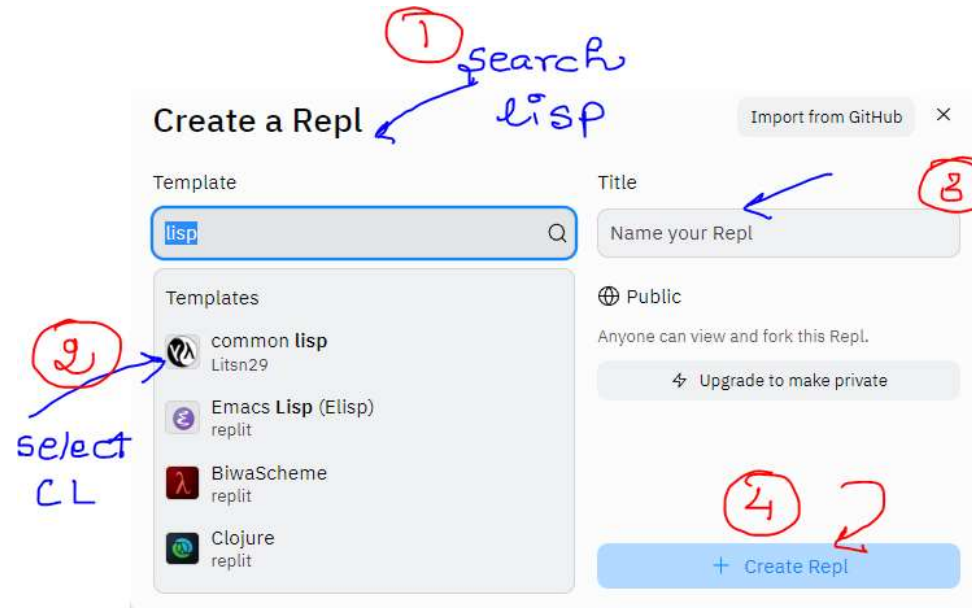 1
search
lisp
Create a Repl
Import from GitHub
Template
Title
3
lisp
Name your Repl
Templates
Public
2
common lisp
Litsn29
Anyone can view and fork this Repl.
Upgrade to make private
select
CL
Emacs Lisp (Elisp)
replit
BiwaScheme
replit
4
Clojure
replit
+ Create Repl